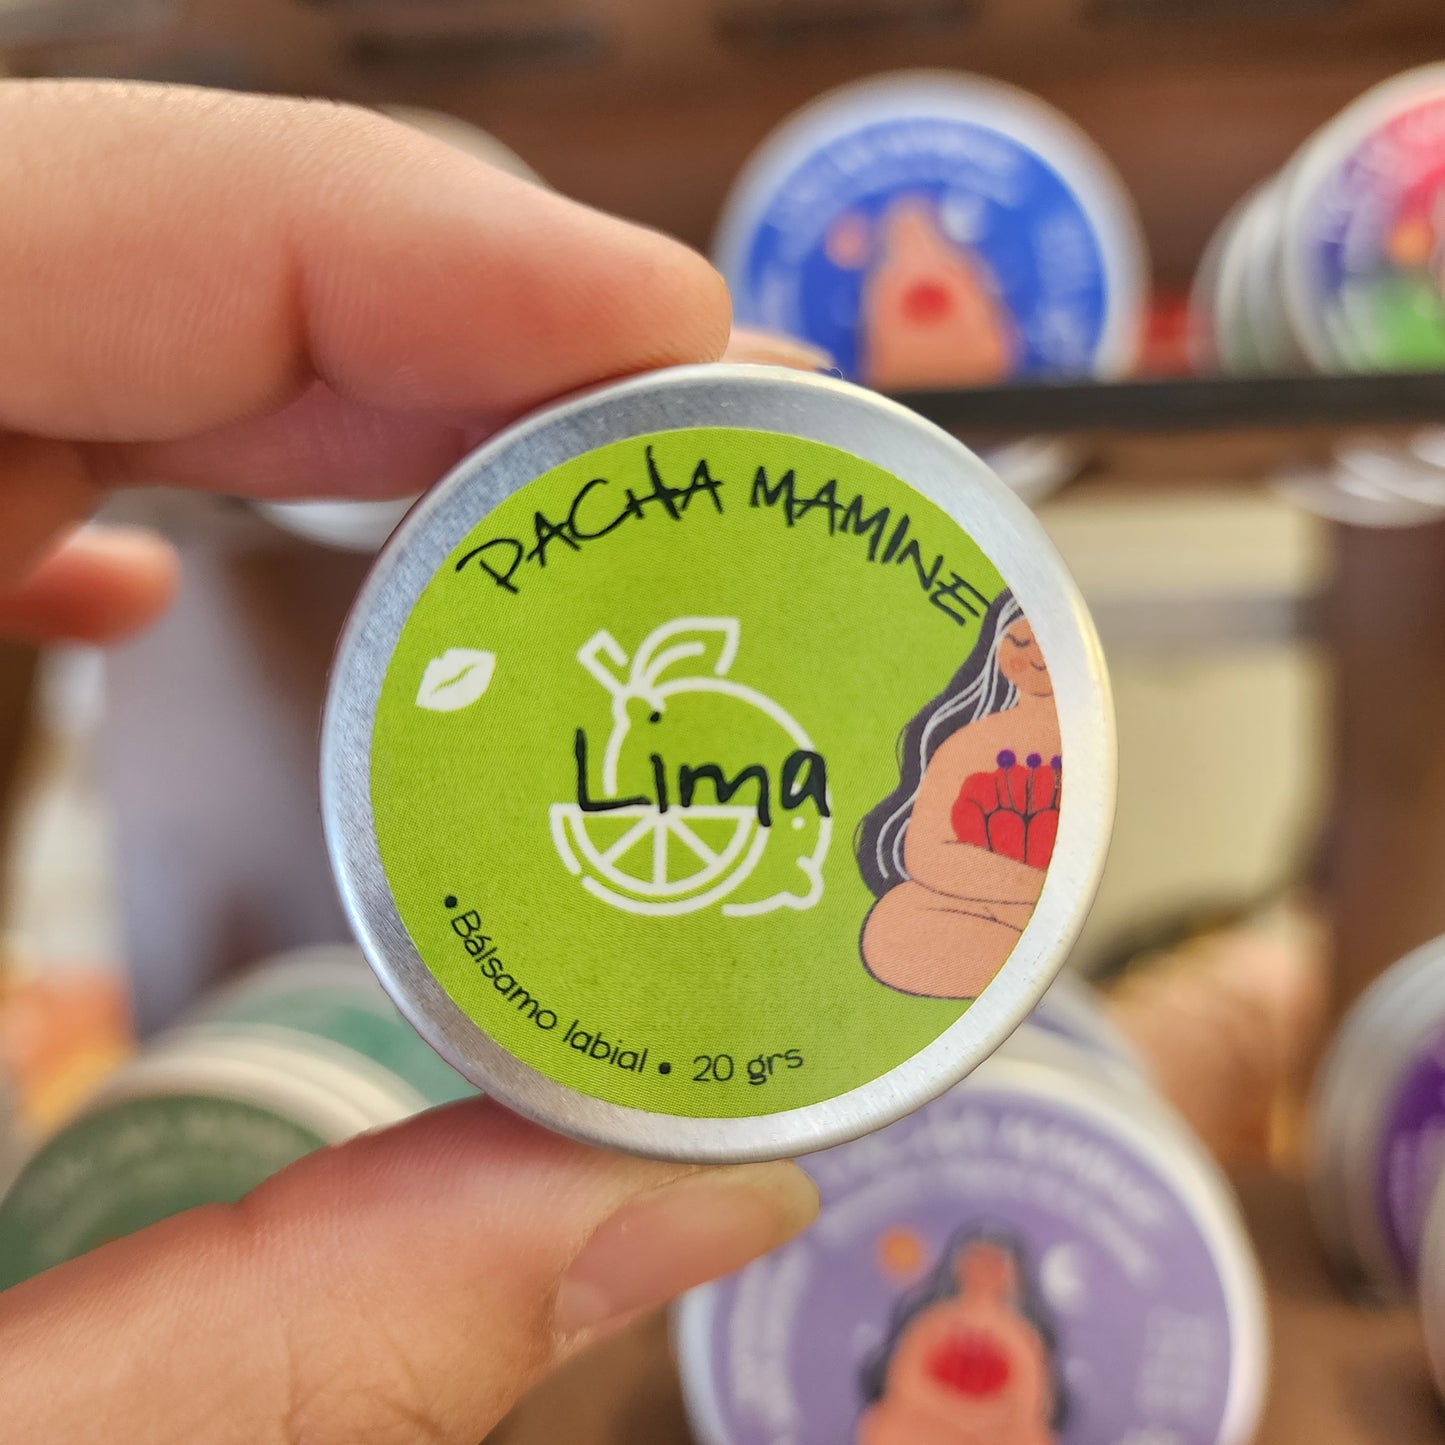 PACHA MAMINE
Lima
•Bálsamo labial • 20 grs